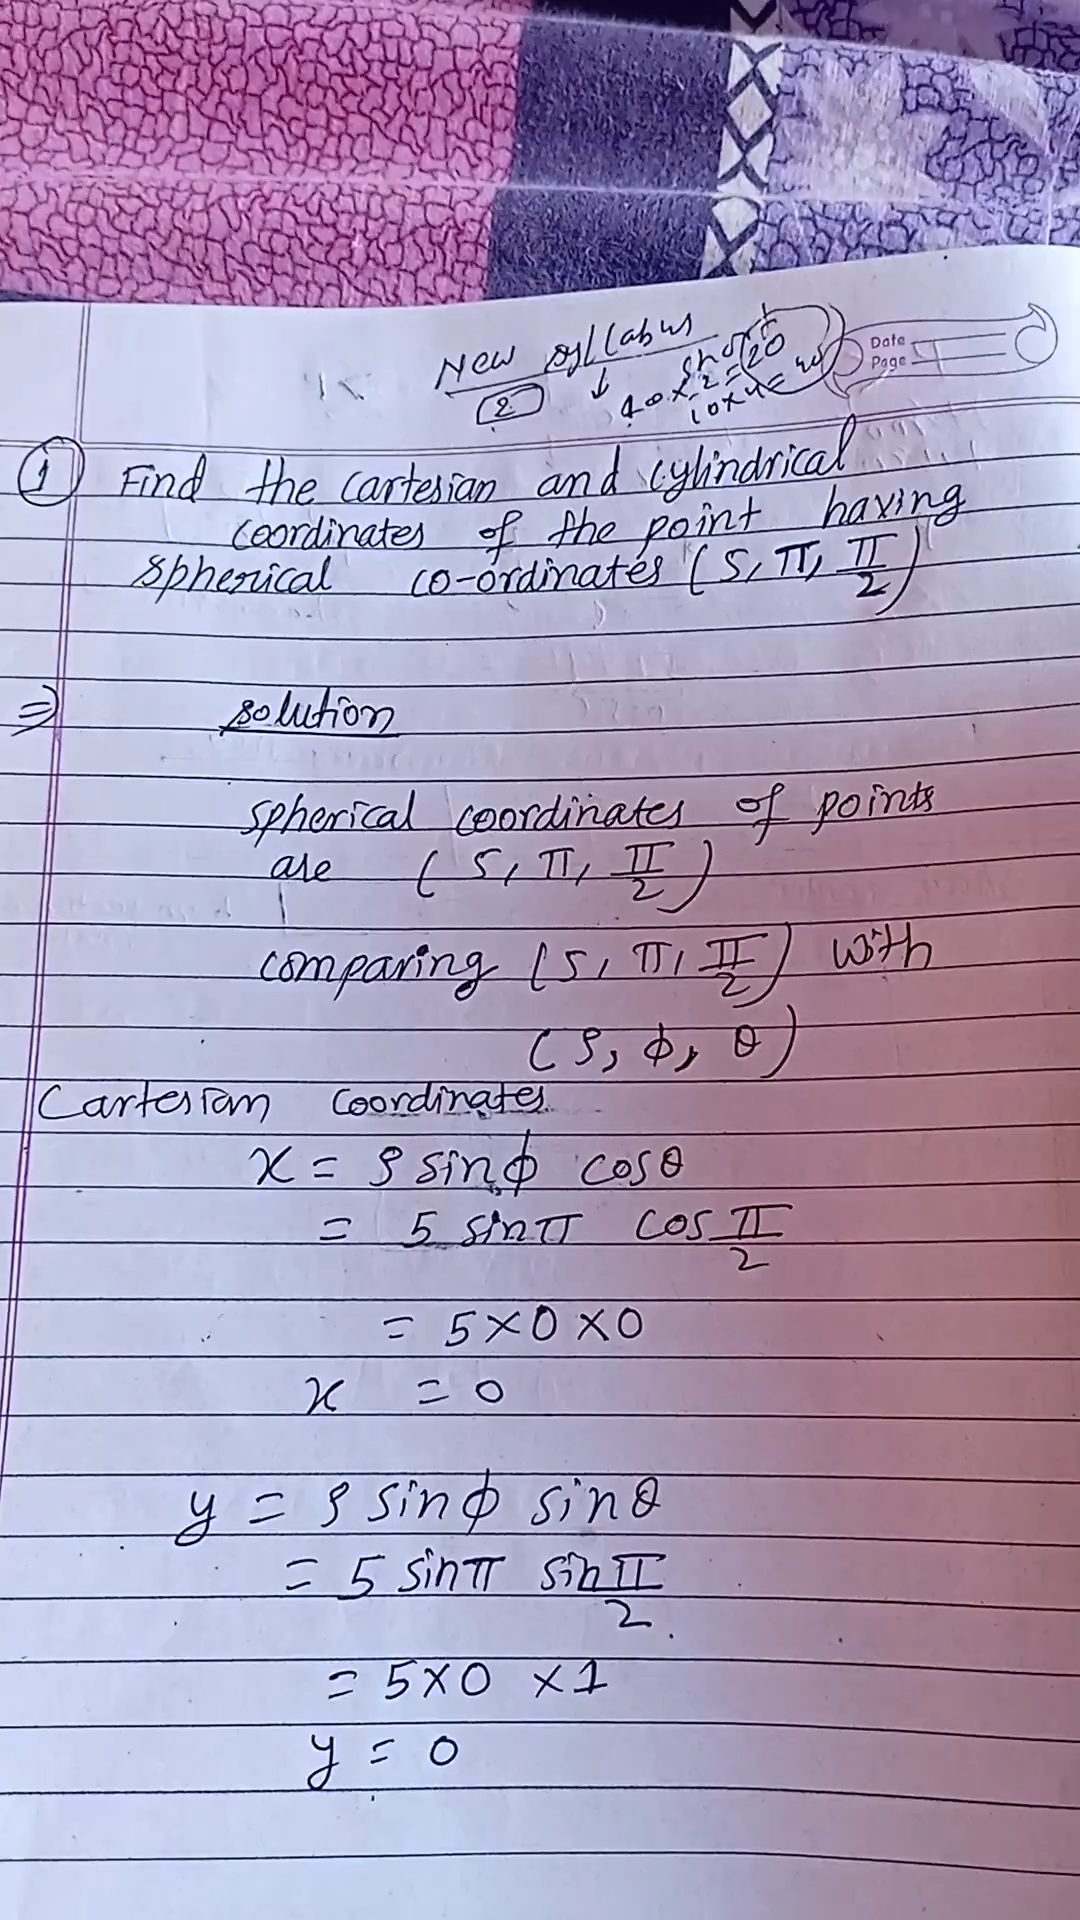 New syllabus
2
↓
short
40×2=20
10×4=40
Date
Page
① Find the cartesian and cylindrical
coordinates of the point having
spherical co-ordinates (5, π, π/2)
⇒ solution
spherical coordinates of points
are (5, π, π/2)
comparing (5, π, π/2) with
(ρ, ϕ, θ)
Cartesian Coordinates
x = ρ sinϕ cosθ
= 5 sinπ cos π/2
= 5×0×0
x = 0
y = ρ sinϕ sinθ
= 5 sinπ sin π/2
= 5×0 ×1
y = 0